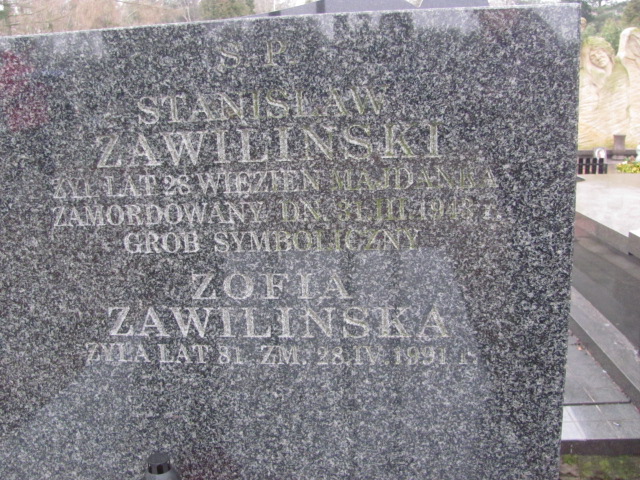 Ś. P.
STANISŁAW
ZAWILIŃSKI
ŻYŁ LAT 26 WIĘZIEŃ MAJDANKA
ZAMORDOWANY DN. 31.III.1943 r.
GRÓB SYMBOLICZNY
ZOFIA
ZAWILIŃSKA
ŻYŁA LAT 81. ZM. 28.IV.1991 r.